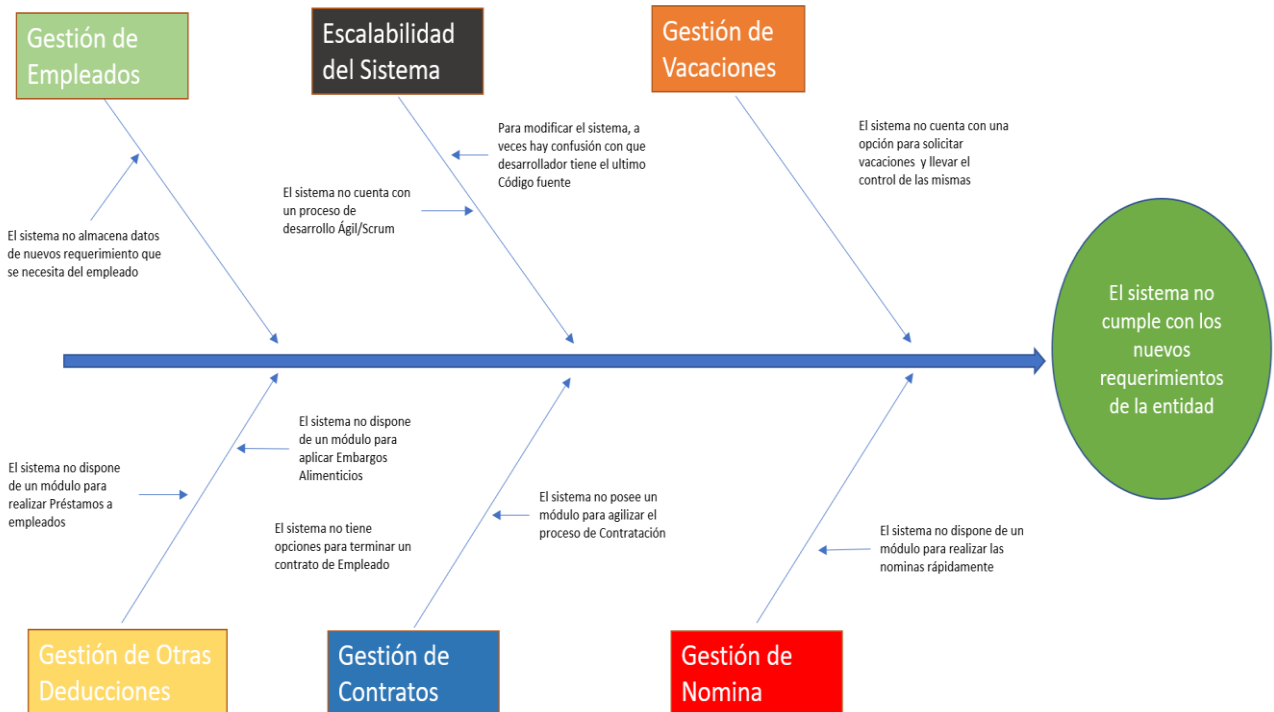 Gestión de
Empleados
Escalabilidad
del Sistema
Gestión de
Vacaciones
Para modificar el sistema, a
veces hay confusión con que
desarrollador tiene el ultimo
Código fuente
El sistema no cuenta con una
opción para solicitar
vacaciones y llevar el
control de las mismas
El sistema no cuenta con
un proceso de
desarrollo Ágil/Scrum
El sistema no almacena datos
de nuevos requerimiento que
se necesita del empleado
El sistema no
cumple con los
nuevos
requerimientos
de la entidad
El sistema no dispone
de un módulo para
aplicar Embargos
Alimenticios
El sistema no dispone
de un módulo para
realizar Préstamos a
empleados
El sistema no posee un
módulo para agilizar el
proceso de Contratación
El sistema no tiene
opciones para terminar un
contrato de Empleado
El sistema no dispone de un
módulo para realizar las
nominas rápidamente
Gestión de Otras
Deducciones
Gestión de
Contratos
Gestión de
Nomina